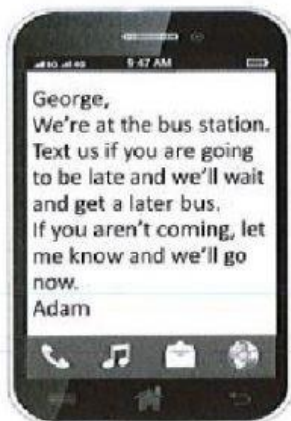 9:47 AM
George,
We're at the bus station.
Text us if you are going
to be late and we'll wait
and get a later bus.
If you aren't coming, let
me know and we'll go
now.
Adam